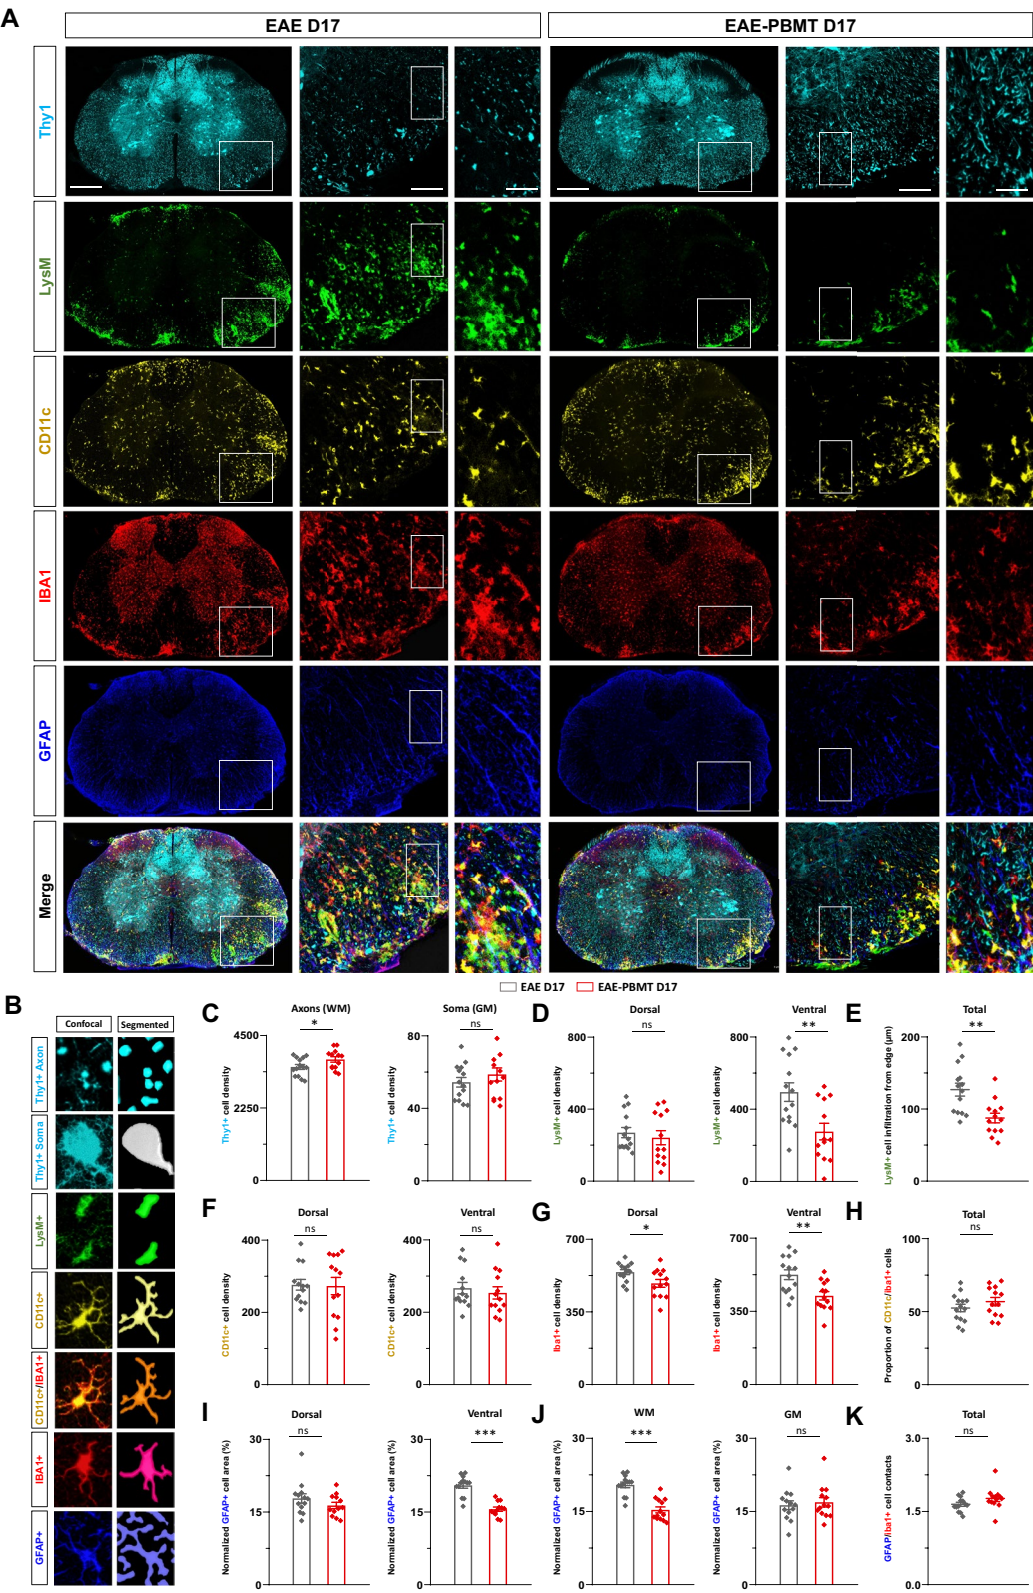 A
EAE D17
EAE-PBMT D17
Thy1
LysM
CD11c
IBA1
GFAP
Merge
EAE D17
EAE-PBMT D17
B
Confocal
Segmented
Thy1+ Axon
Thy1+ Soma
LysM+
CD11c+
CD11c+/IBA1+
IBA1+
GFAP+
C
Axons (WM)
*
Thy1+ cell density
4500
2250
0
Soma (GM)
ns
Thy1+ cell density
80
40
0
D
Dorsal
ns
LysM+ cell density
800
400
0
Ventral
**
LysM+ cell density
800
400
0
E
Total
**
LysM+ cell infiltration from edge (µm)
200
100
0
F
Dorsal
ns
CD11c+ cell density
400
200
0
Ventral
ns
CD11c+ cell density
400
200
0
G
Dorsal
*
Iba1+ cell density
700
350
0
Ventral
**
Iba1+ cell density
700
350
0
H
Total
ns
Proportion of CD11c/iba1+ cells
100
50
0
I
Dorsal
ns
Normalized GFAP+ cell area (%)
30
15
0
Ventral
***
Normalized GFAP+ cell area (%)
30
15
0
J
WM
***
Normalized GFAP+ cell area (%)
30
15
0
GM
ns
Normalized GFAP+ cell area (%)
30
15
0
K
Total
ns
GFAP/iba1+ cell contacts
3.0
1.5
0.0